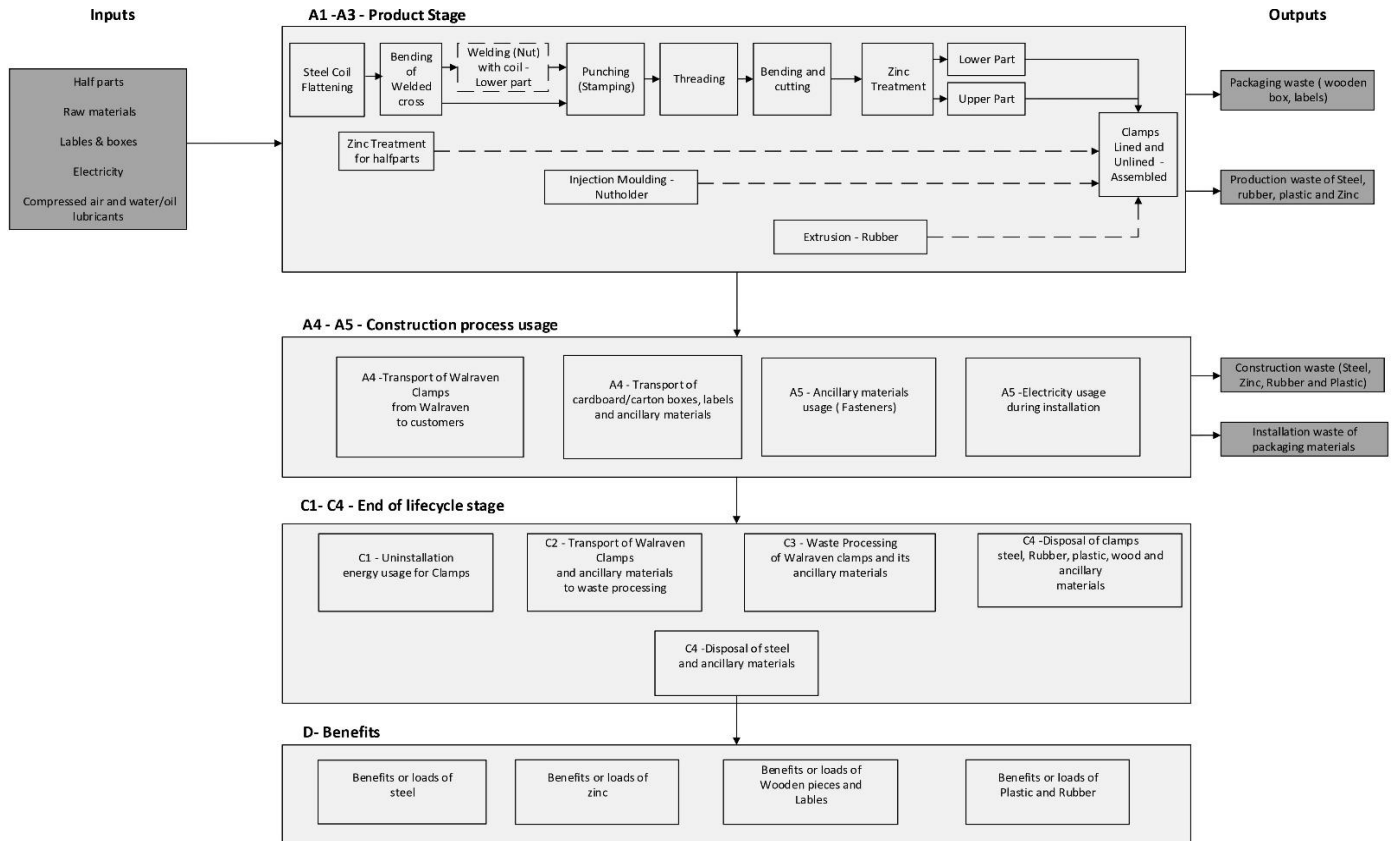 Inputs
A1 -A3 - Product Stage
Outputs
Half parts
Raw materials
Lables & boxes
Electricity
Compressed air and water/oil
lubricants
Steel Coil
Flattening
Bending
of
Welded
cross
Welding (Nut)
with coil -
Lower part
Punching
(Stamping)
Threading
Bending and
cutting
Zinc
Treatment
Lower Part
Upper Part
Zinc Treatment
for halfparts
Injection Moulding -
Nutholder
Extrusion - Rubber
Clamps
Lined and
Unlined -
Assembled
Packaging waste ( wooden
box, labels)
Production waste of Steel,
rubber, plastic and Zinc
A4 - A5 - Construction process usage
A4 -Transport of Walraven
Clamps
from Walraven
to customers
A4 - Transport of
cardboard/carton boxes, labels
and ancillary materials
A5 - Ancillary materials
usage ( Fasteners)
A5 -Electricity usage
during installation
Construction waste (Steel,
Zinc, Rubber and Plastic)
Installation waste of
packaging materials
C1- C4 - End of lifecycle stage
C1 - Uninstallation
energy usage for Clamps
C2 - Transport of Walraven
Clamps
and ancillary materials
to waste processing
C3 - Waste Processing
of Walraven clamps and its
ancillary materials
C4 -Disposal of clamps
steel, Rubber, plastic, wood and
ancillary
materials
C4 -Disposal of steel
and ancillary materials
D- Benefits
Benefits or loads of
steel
Benefits or loads of
zinc
Benefits or loads of
Wooden pieces and
Lables
Benefits or loads of
Plastic and Rubber